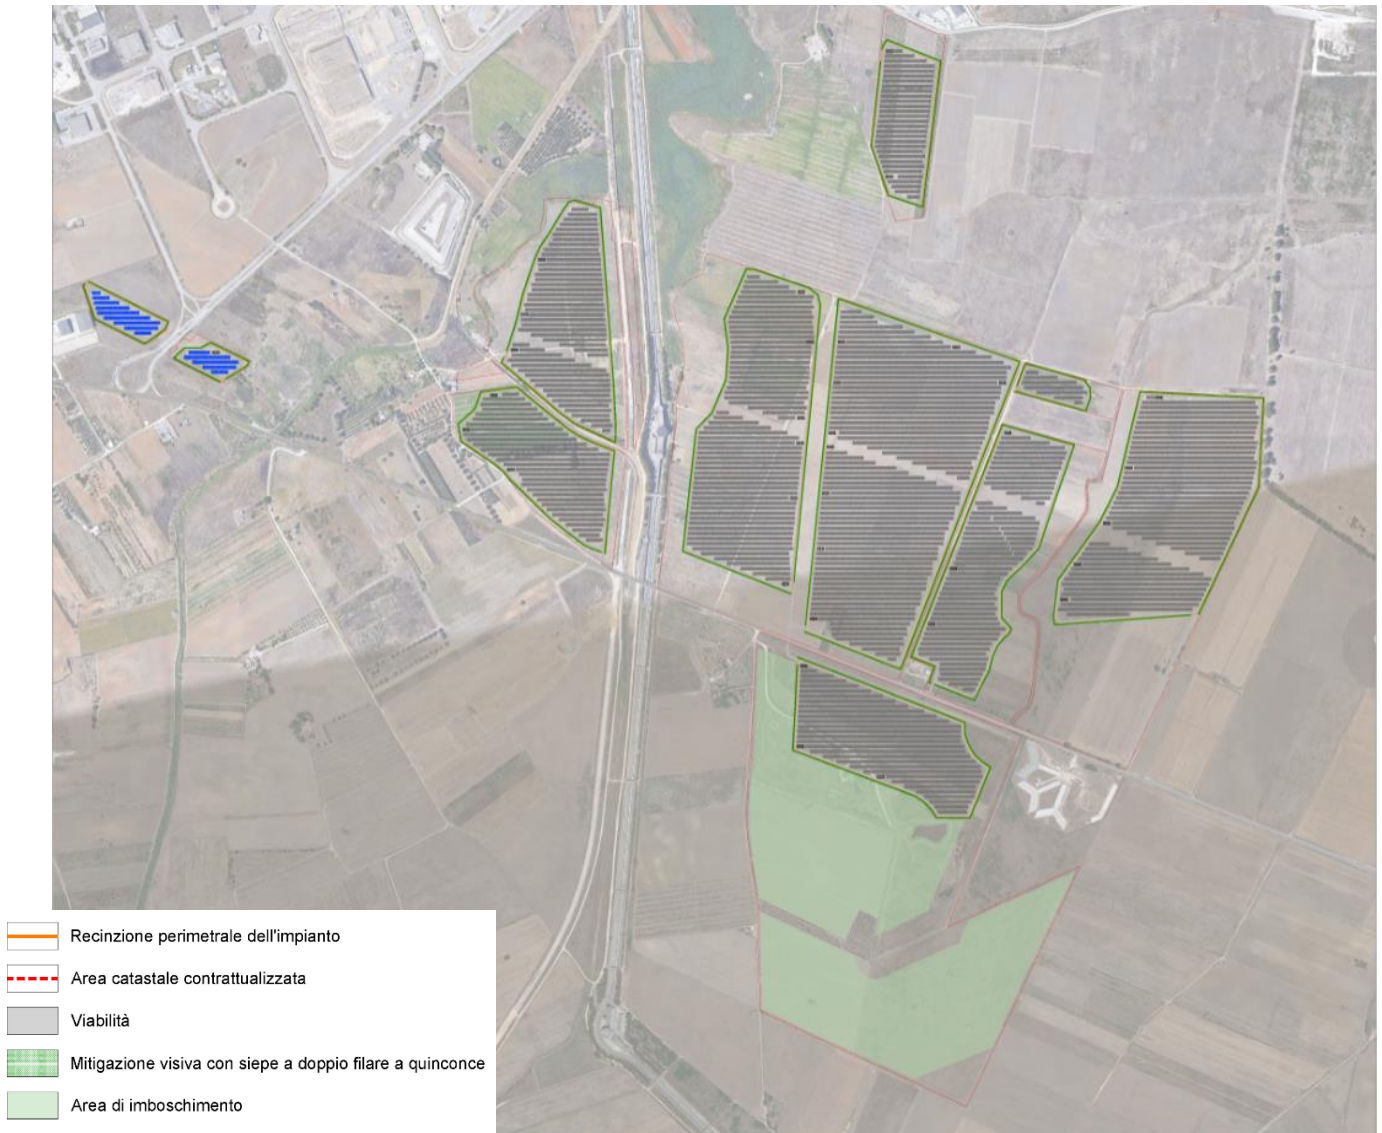 Recinzione perimetrale dell'impianto
Area catastale contrattualizzata
Viabilità
Mitigazione visiva con siepe a doppio filare a quinconce
Area di imboschimento